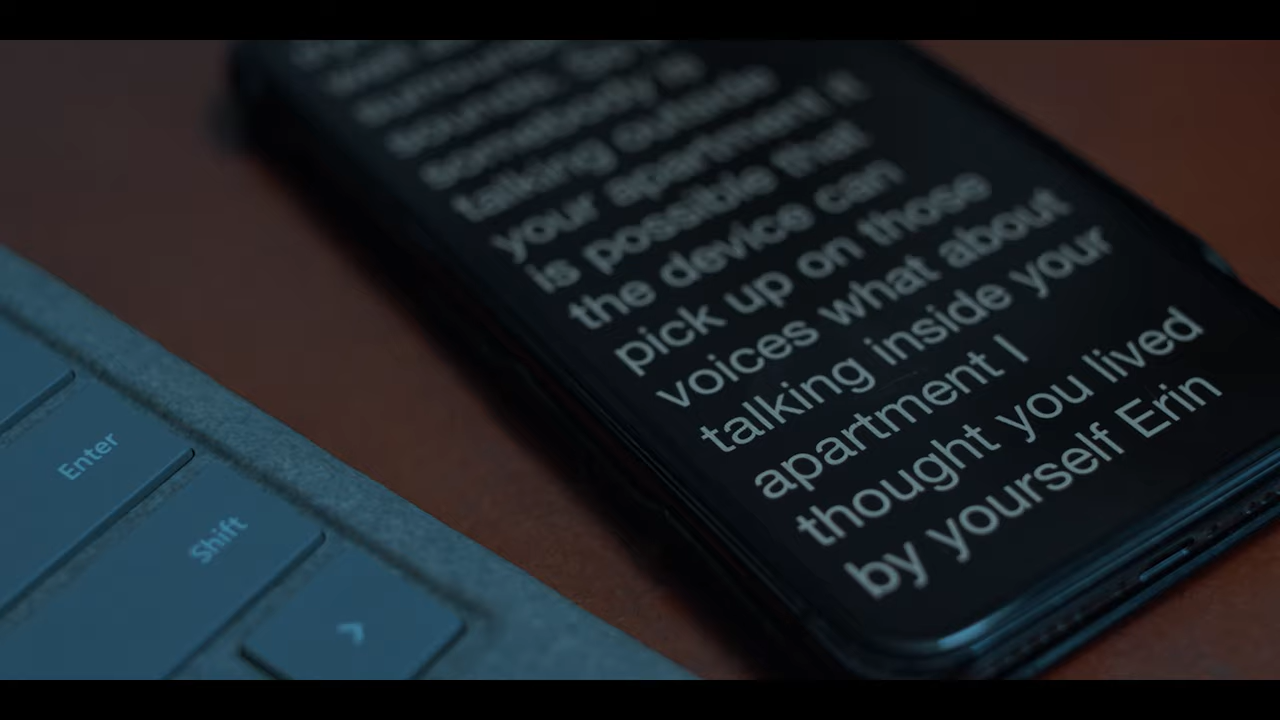 sounds
somebody is
talking outside
your apartment it
is possible that
the device can
pick up on those
voices what about
talking inside your
apartment I
thought you lived
by yourself Erin
Enter
Shift